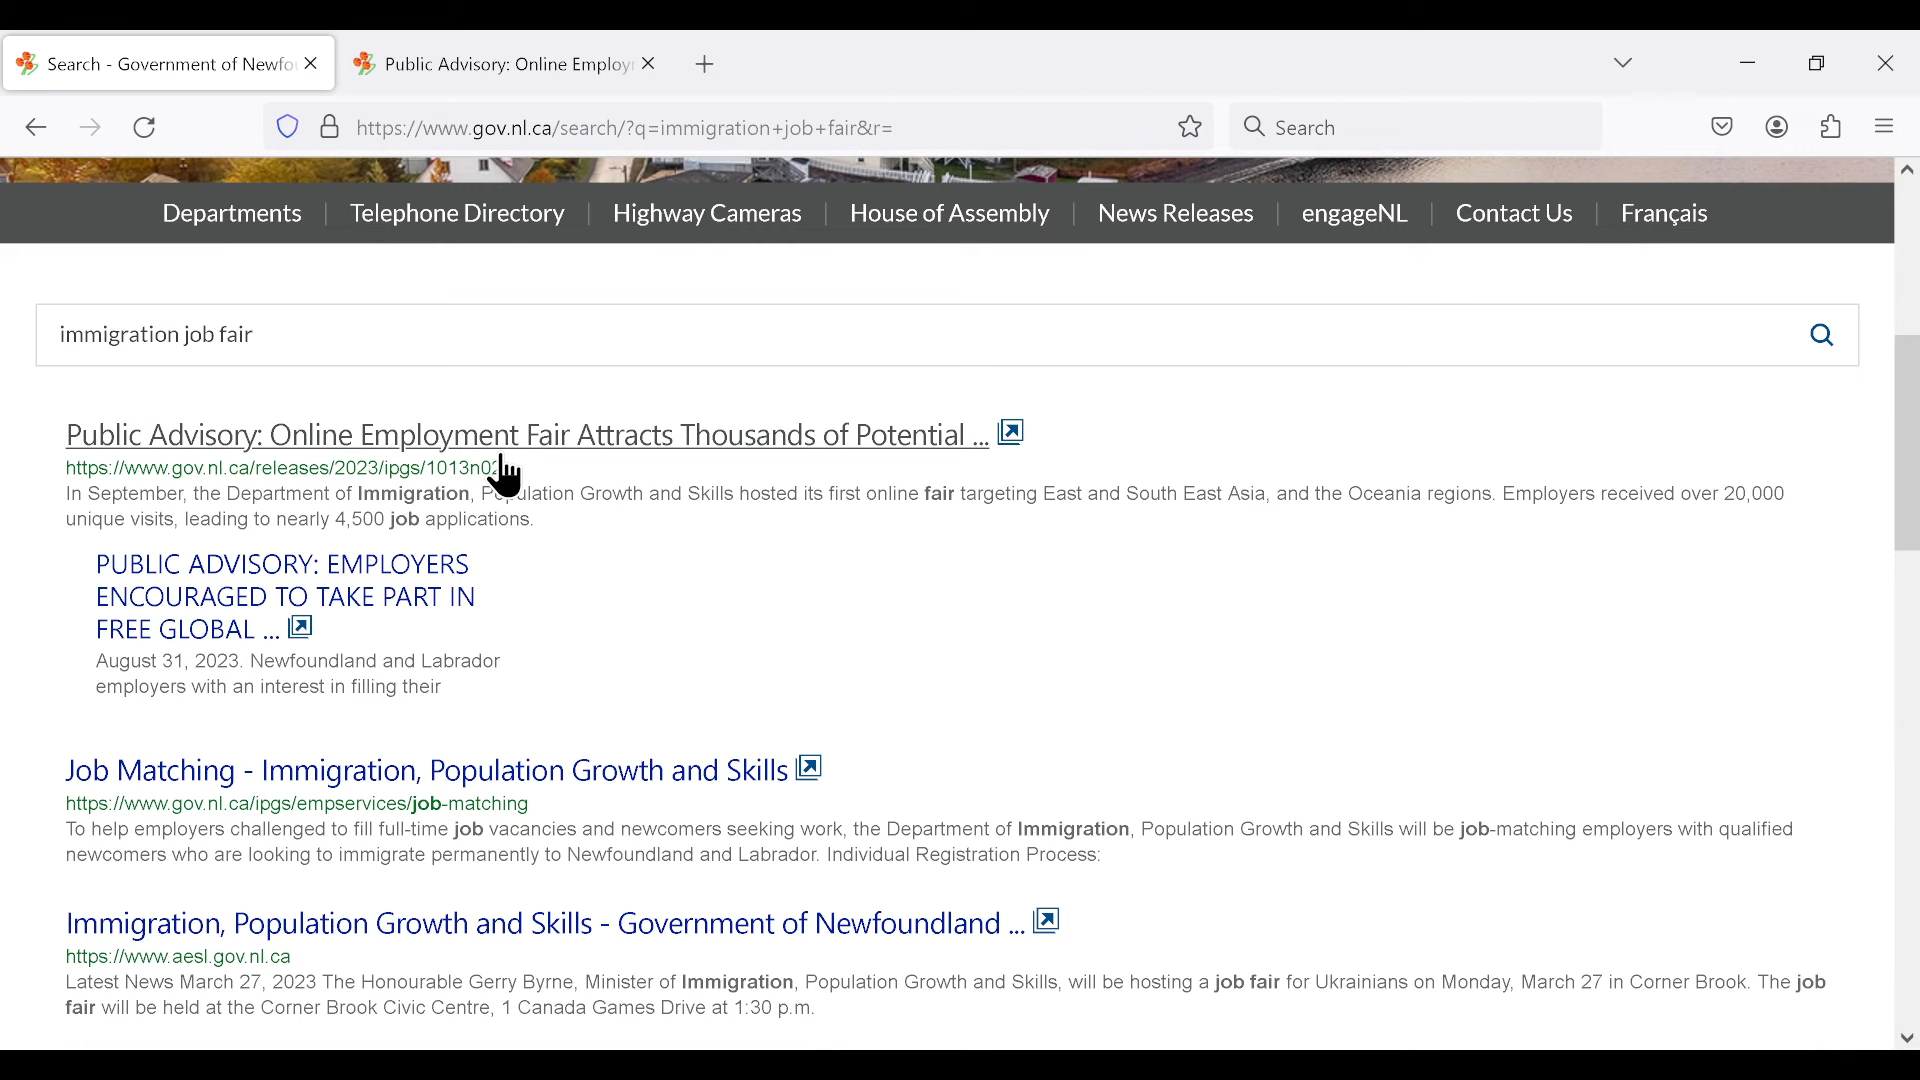 Search - Government of Newfo
Public Advisory: Online Employ
https://www.gov.nl.ca/search/?q=immigration+job+fair&r=
Search
Departments
Telephone Directory
Highway Cameras
House of Assembly
News Releases
engageNL
Contact Us
Français
immigration job fair
Public Advisory: Online Employment Fair Attracts Thousands of Potential ...
https://www.gov.nl.ca/releases/2023/ipgs/1013n02
In September, the Department of Immigration, Population Growth and Skills hosted its first online fair targeting East and South East Asia, and the Oceania regions. Employers received over 20,000
unique visits, leading to nearly 4,500 job applications.
PUBLIC ADVISORY: EMPLOYERS
ENCOURAGED TO TAKE PART IN
FREE GLOBAL ...
August 31, 2023. Newfoundland and Labrador
employers with an interest in filling their
Job Matching - Immigration, Population Growth and Skills
https://www.gov.nl.ca/ipgs/empservices/job-matching
To help employers challenged to fill full-time job vacancies and newcomers seeking work, the Department of Immigration, Population Growth and Skills will be job-matching employers with qualified
newcomers who are looking to immigrate permanently to Newfoundland and Labrador. Individual Registration Process:
Immigration, Population Growth and Skills - Government of Newfoundland ...
https://www.aesl.gov.nl.ca
Latest News March 27, 2023 The Honourable Gerry Byrne, Minister of Immigration, Population Growth and Skills, will be hosting a job fair for Ukrainians on Monday, March 27 in Corner Brook. The job
fair will be held at the Corner Brook Civic Centre, 1 Canada Games Drive at 1:30 p.m.